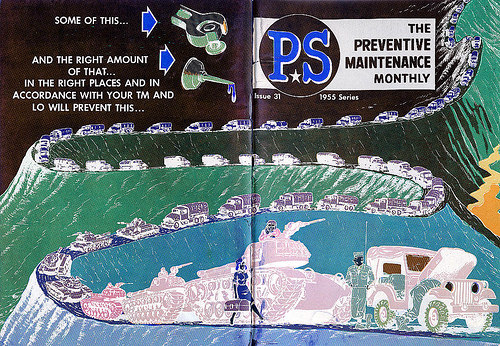 SOME OF THIS...
AND THE RIGHT AMOUNT
OF THAT...
IN THE RIGHT PLACES AND IN
ACCORDANCE WITH YOUR TM AND
LO WILL PREVENT THIS...
PS
THE
PREVENTIVE
MAINTENANCE
MONTHLY
Issue 31
1955 Series